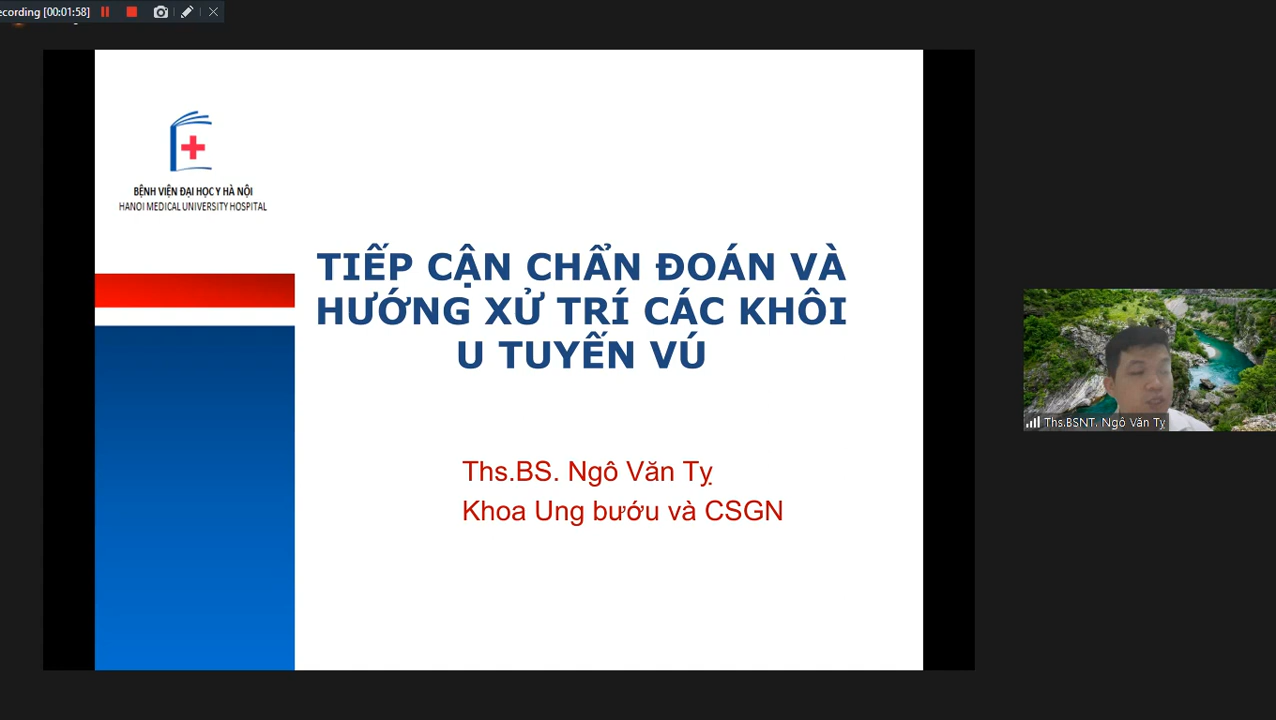 ecording [00:01:58]
BỆNH VIỆN ĐẠI HỌC Y HÀ NỘI
HANOI MEDICAL UNIVERSITY HOSPITAL
TIẾP CẬN CHẨN ĐOÁN VÀ
HƯỚNG XỬ TRÍ CÁC KHÔI
U TUYẾN VÚ
Ths.BS. Ngô Văn Tỵ
Khoa Ung bướu và CSGN
Ths.BSNT. Ngô Văn Tỵ